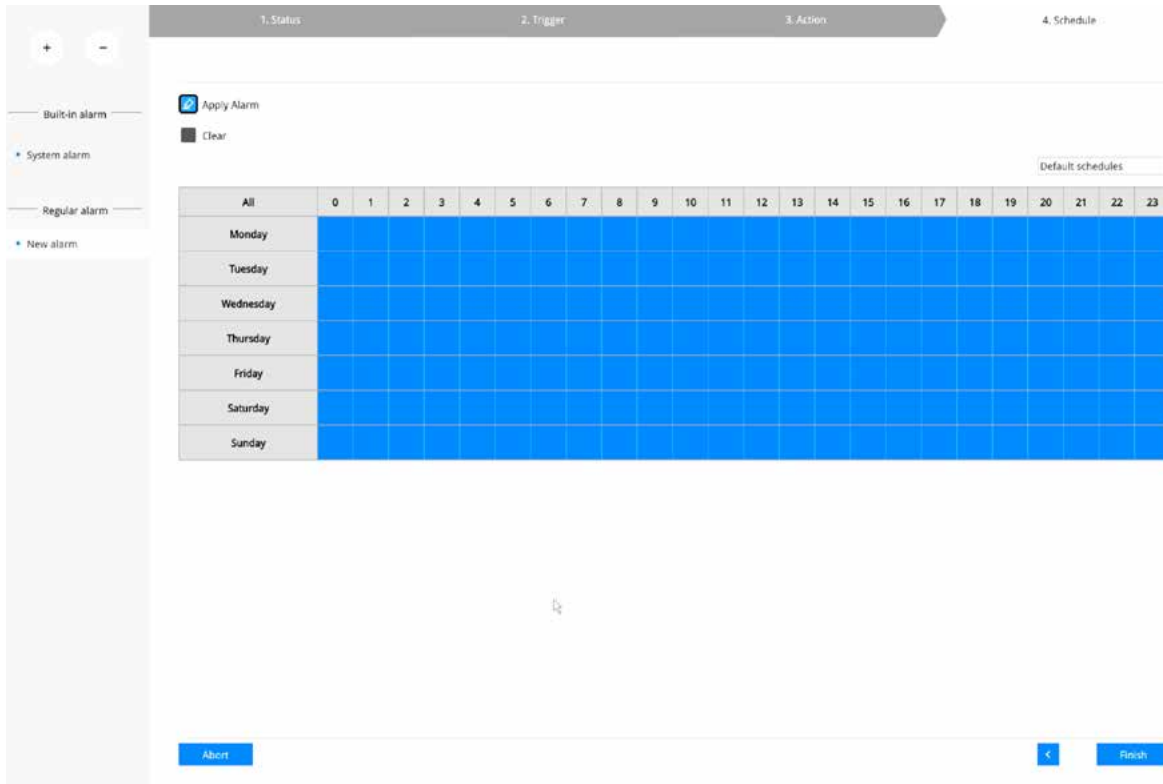 1. Status 2. Trigger 3. Action 4. Schedule
+ -
Built-in alarm
System alarm
Regular alarm
New alarm
Apply Alarm
Clear
Default schedules
All 0 1 2 3 4 5 6 7 8 9 10 11 12 13 14 15 16 17 18 19 20 21 22 23
Monday
Tuesday
Wednesday
Thursday
Friday
Saturday
Sunday
Abort < Finish